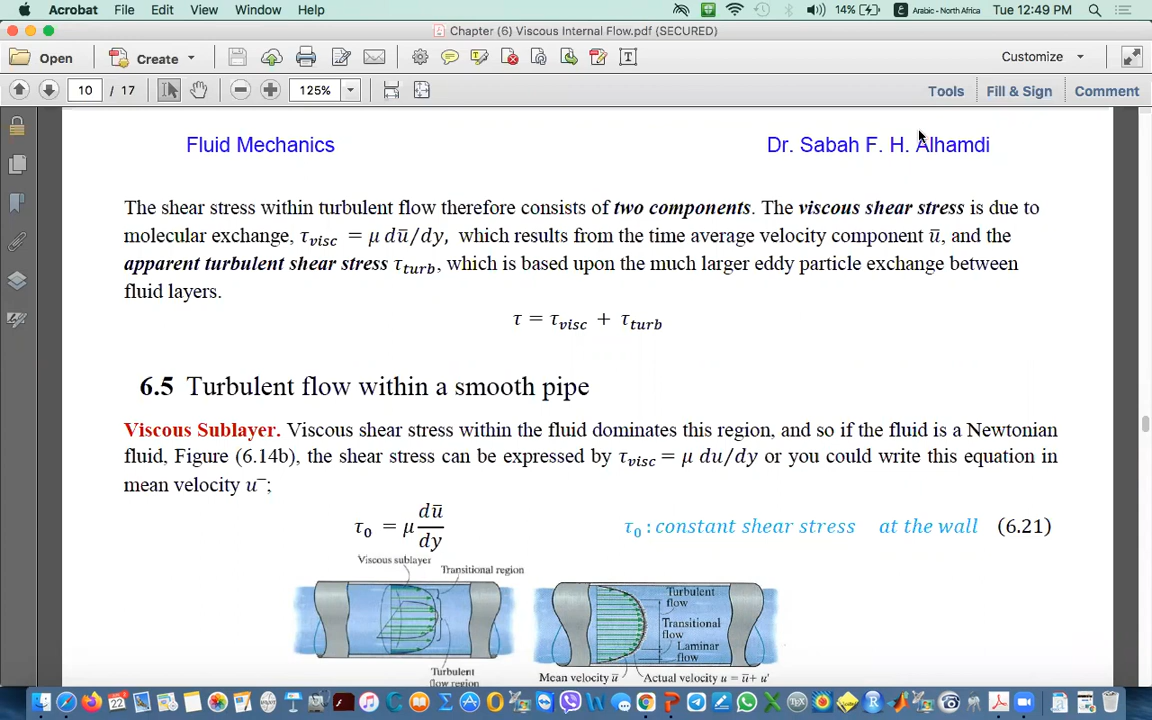 Acrobat File Edit View Window Help 14% Arabic - North Africa Tue 12:49 PM
Chapter (6) Viscous Internal Flow.pdf (SECURED)
Open Create Customize
10 / 17 125% Tools Fill & Sign Comment
Fluid Mechanics Dr. Sabah F. H. Alhamdi
The shear stress within turbulent flow therefore consists of two components. The viscous shear stress is due to
molecular exchange, τ_visc = μ dū/dy, which results from the time average velocity component ū, and the
apparent turbulent shear stress τ_turb, which is based upon the much larger eddy particle exchange between
fluid layers.
τ = τ_visc + τ_turb
6.5 Turbulent flow within a smooth pipe
Viscous Sublayer. Viscous shear stress within the fluid dominates this region, and so if the fluid is a Newtonian
fluid, Figure (6.14b), the shear stress can be expressed by τ_visc = μ du/dy or you could write this equation in
mean velocity u¯;
τ₀ = μ dū/dy τ₀ : constant shear stress at the wall (6.21)
Viscous sublayer
Transitional region
Turbulent
flow region
Turbulent
flow
Transitional
flow
Laminar
flow
Mean velocity ū Actual velocity u = ū + u'